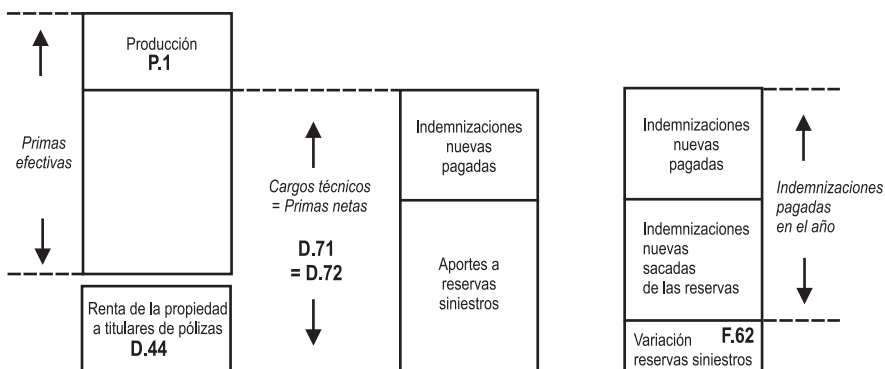 Producción
P.1
Primas
efectivas
Renta de la propiedad
a titulares de pólizas
D.44
Cargos técnicos
= Primas netas
D.71
= D.72
Indemnizaciones
nuevas
pagadas
Aportes a
reservas
siniestros
Indemnizaciones
nuevas
pagadas
Indemnizaciones
nuevas
sacadas
de las reservas
Variación F.62
reservas siniestros
Indemnizaciones
pagadas
en el año